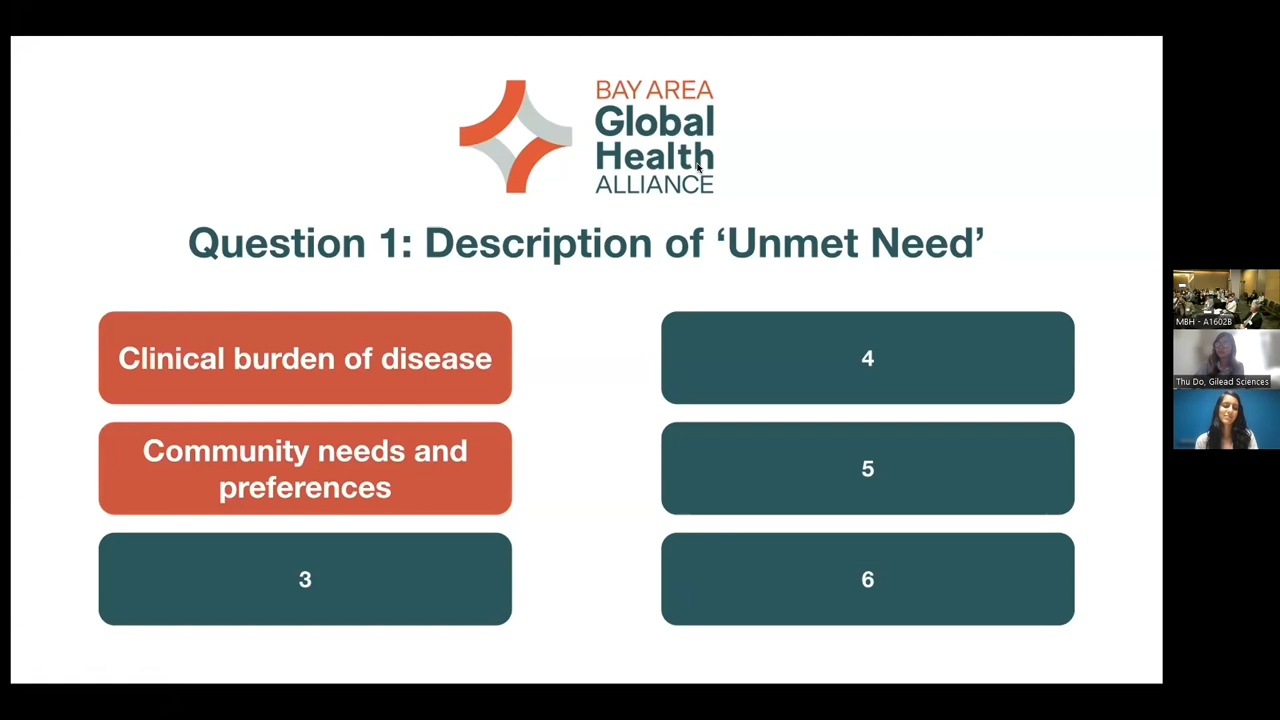 BAY AREA
Global
Health
ALLIANCE
Question 1: Description of ‘Unmet Need’
Clinical burden of disease
Community needs and
preferences
3
4
5
6
MBH - A1602B
Thu Do, Gilead Sciences